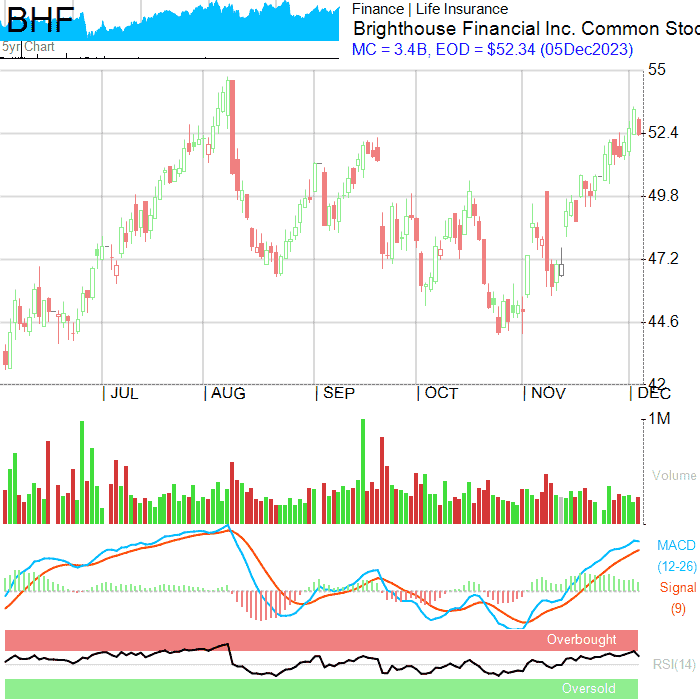 BHF
5yr Chart
Finance | Life Insurance
Brighthouse Financial Inc. Common Stoc
MC = 3.4B, EOD = $52.34 (05Dec2023)
55
52.4
49.8
47.2
44.6
42
| JUL | AUG | SEP | OCT | NOV | DEC
1M
Volume
MACD
(12-26)
Signal
(9)
Overbought
RSI(14)
Oversold